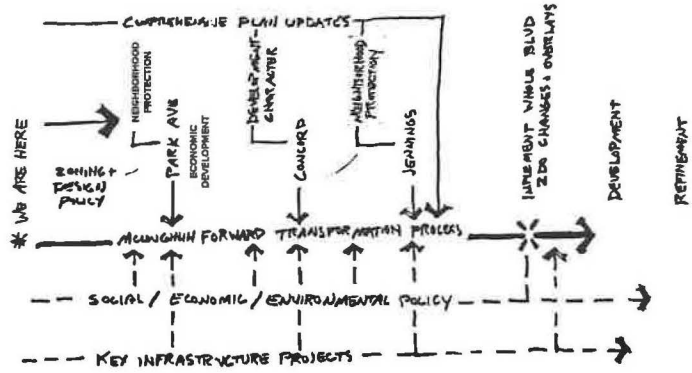 COMPREHENSIVE PLAN UPDATES
* WE ARE HERE
NEIGHBORHOOD
PROTECTION
PARK AVE
ECONOMIC
DEVELOPMENT
ZONING +
DESIGN
POLICY
DEVELOPMENT-
CHARACTER
CONCORD
NEIGHBORHOOD
PROTECTION
JENNINGS
IMPLEMENT WHOLE BLVD
ZDO CHANGES + OVERLAYS
DEVELOPMENT
REFINEMENT
MCLOUGHLIN FORWARD TRANSFORMATION PROCESS
SOCIAL / ECONOMIC / ENVIRONMENTAL POLICY
KEY INFRASTRUCTURE PROJECTS